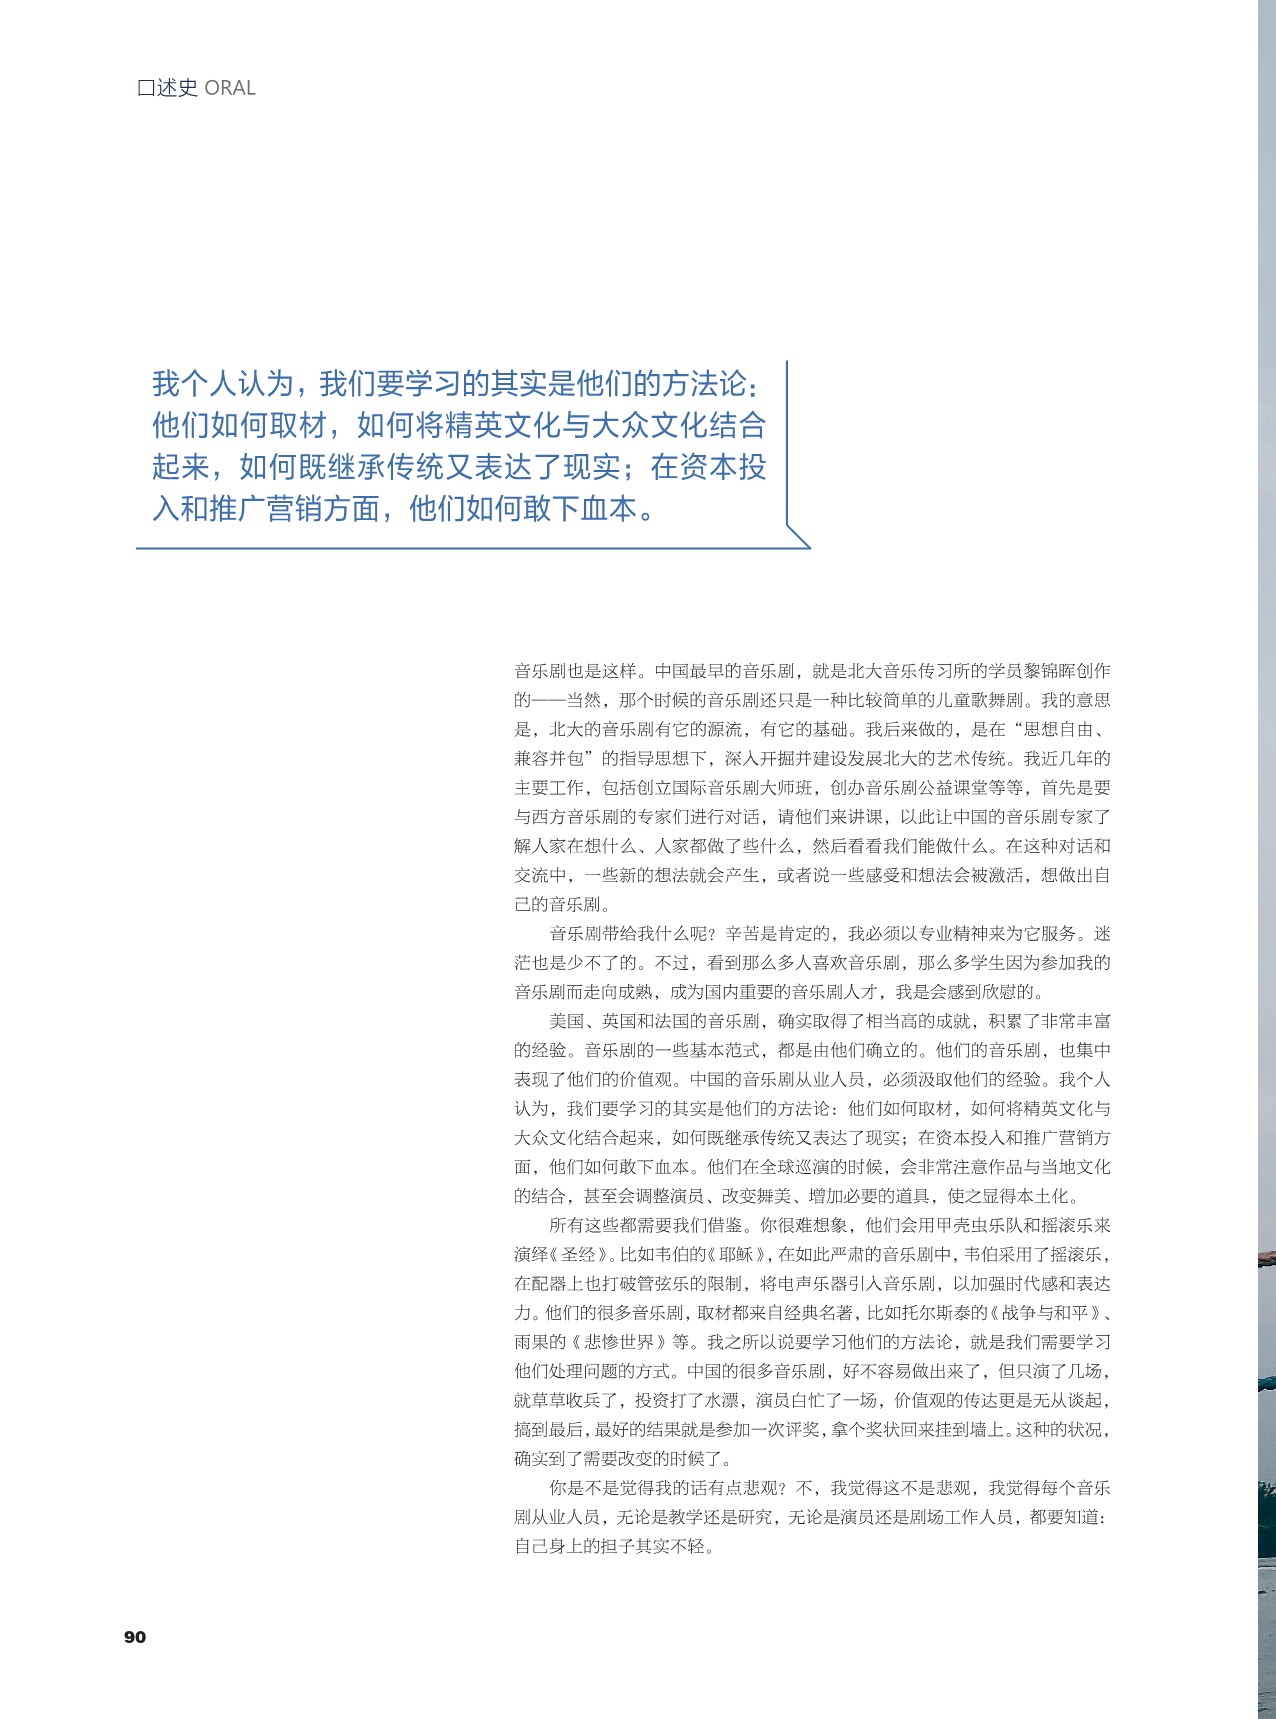 口述史 ORAL
我个人认为，我们要学习的其实是他们的方法论：
他们如何取材，如何将精英文化与大众文化结合
起来，如何既继承传统又表达了现实；在资本投
入和推广营销方面，他们如何敢下血本。
音乐剧也是这样。中国最早的音乐剧，就是北大音乐传习所的学员黎锦晖创作
的——当然，那个时候的音乐剧还只是一种比较简单的儿童歌舞剧。我的意思
是，北大的音乐剧有它的源流，有它的基础。我后来做的，是在“思想自由、
兼容并包”的指导思想下，深入开掘并建设发展北大的艺术传统。我近几年的
主要工作，包括创立国际音乐剧大师班，创办音乐剧公益课堂等等，首先是要
与西方音乐剧的专家们进行对话，请他们来讲课，以此让中国的音乐剧专家了
解人家在想什么、人家都做了些什么，然后看看我们能做什么。在这种对话和
交流中，一些新的想法就会产生，或者说一些感受和想法会被激活，想做出自
己的音乐剧。
音乐剧带给我什么呢？辛苦是肯定的，我必须以专业精神来为它服务。迷
茫也是少不了的。不过，看到那么多人喜欢音乐剧，那么多学生因为参加我的
音乐剧而走向成熟，成为国内重要的音乐剧人才，我是会感到欣慰的。
美国、英国和法国的音乐剧，确实取得了相当高的成就，积累了非常丰富
的经验。音乐剧的一些基本范式，都是由他们确立的。他们的音乐剧，也集中
表现了他们的价值观。中国的音乐剧从业人员，必须汲取他们的经验。我个人
认为，我们要学习的其实是他们的方法论：他们如何取材，如何将精英文化与
大众文化结合起来，如何既继承传统又表达了现实；在资本投入和推广营销方
面，他们如何敢下血本。他们在全球巡演的时候，会非常注意作品与当地文化
的结合，甚至会调整演员、改变舞美、增加必要的道具，使之显得本土化。
所有这些都需要我们借鉴。你很难想象，他们会用甲壳虫乐队和摇滚乐来
演绎《圣经》。比如韦伯的《耶稣》，在如此严肃的音乐剧中，韦伯采用了摇滚乐，
在配器上也打破管弦乐的限制，将电声乐器引入音乐剧，以加强时代感和表达
力。他们的很多音乐剧，取材都来自经典名著，比如托尔斯泰的《战争与和平》、
雨果的《悲惨世界》等。我之所以说要学习他们的方法论，就是我们需要学习
他们处理问题的方式。中国的很多音乐剧，好不容易做出来了，但只演了几场，
就草草收兵了，投资打了水漂，演员白忙了一场，价值观的传达更是无从谈起，
搞到最后，最好的结果就是参加一次评奖，拿个奖状回来挂到墙上。这种的状况，
确实到了需要改变的时候了。
你是不是觉得我的话有点悲观？不，我觉得这不是悲观，我觉得每个音乐
剧从业人员，无论是教学还是研究，无论是演员还是剧场工作人员，都要知道：
自己身上的担子其实不轻。
90